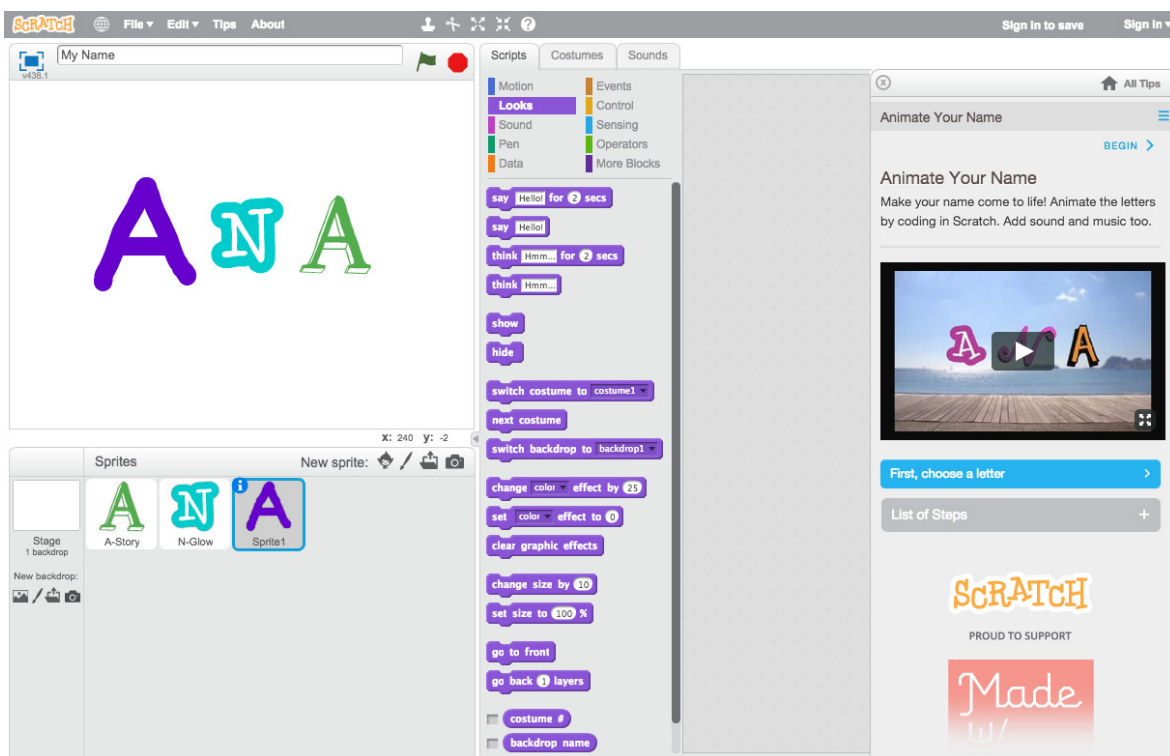 SCRATCH File Edit Tips About Sign in to save Sign in
My Name
v438.1
A N A
x: 240 y: -2
Sprites New sprite:
Stage
1 backdrop
New backdrop:
A
A-Story
N
N-Glow
A
Sprite1
Scripts Costumes Sounds
Motion Events
Looks Control
Sound Sensing
Pen Operators
Data More Blocks
say Hello! for 2 secs
say Hello!
think Hmm... for 2 secs
think Hmm...
show
hide
switch costume to costume1
next costume
switch backdrop to backdrop1
change color effect by 25
set color effect to 0
clear graphic effects
change size by 10
set size to 100 %
go to front
go back 1 layers
costume #
backdrop name
All Tips
Animate Your Name
BEGIN
Animate Your Name
Make your name come to life! Animate the letters
by coding in Scratch. Add sound and music too.
A N A
First, choose a letter
List of Steps +
SCRATCH
PROUD TO SUPPORT
Made
W/